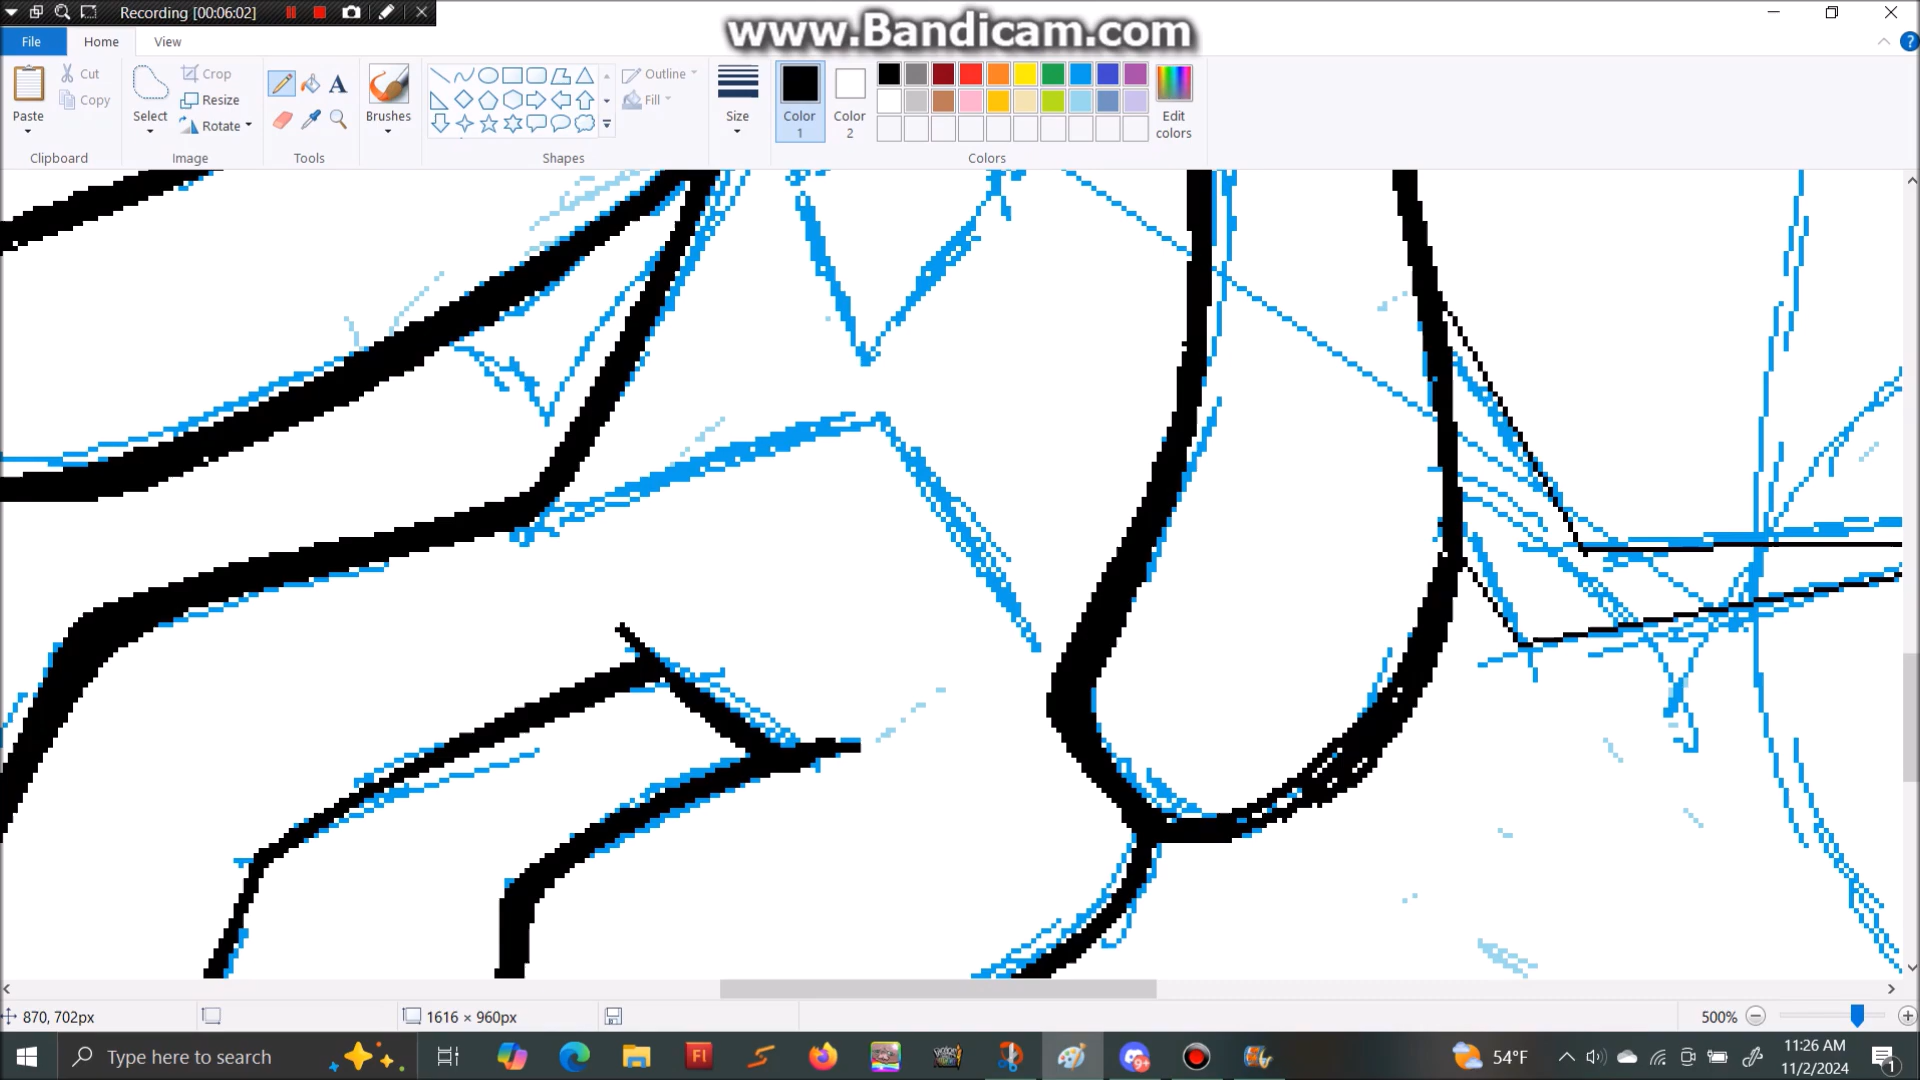 Recording [00:06:02]
www.Bandicam.com
File Home View
Paste
Cut
Copy
Clipboard
Select
Crop
Resize
Rotate
Image
A
Tools
Brushes
Outline
Fill
Shapes
Size
Color
1
Color
2
Edit
colors
Colors
870, 702px
1616 × 960px
500%
Type here to search
Fl
54°F
11:26 AM
11/2/2024
1